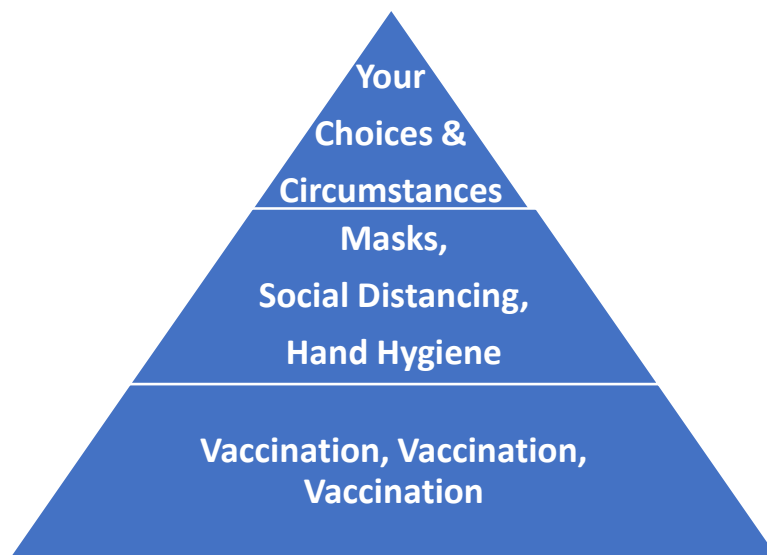 Your
Choices &
Circumstances
Masks,
Social Distancing,
Hand Hygiene
Vaccination, Vaccination,
Vaccination